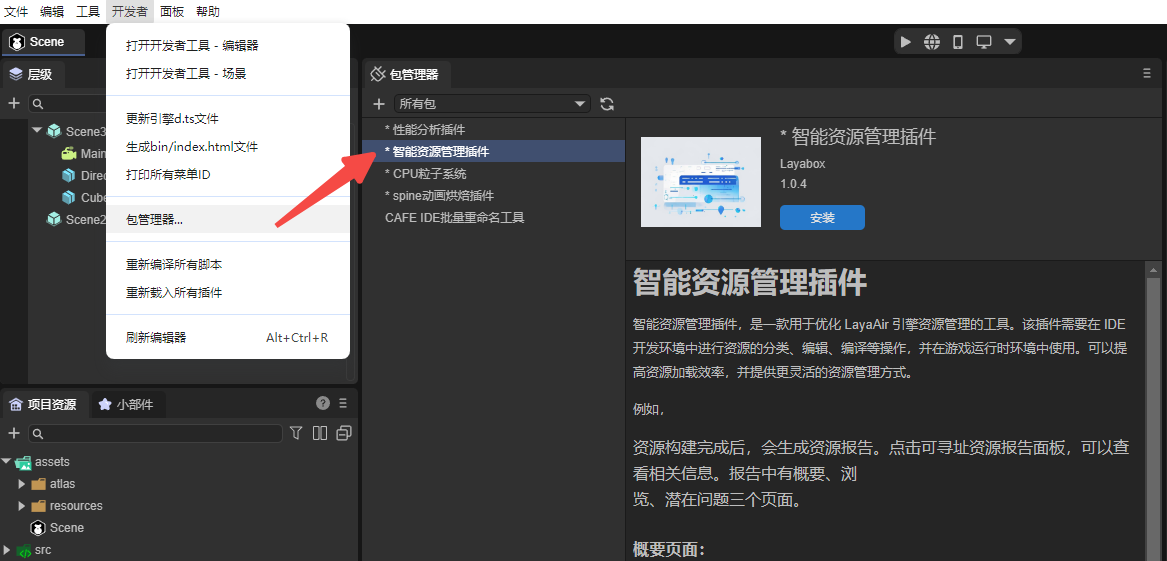 文件 编辑 工具 开发者 面板 帮助
Scene
打开开发者工具 - 编辑器
打开开发者工具 - 场景
更新引擎d.ts文件
生成bin/index.html文件
打印所有菜单ID
包管理器...
重新编译所有脚本
重新载入所有插件
刷新编辑器 Alt+Ctrl+R
层级
Scene3
Main
Direc
Cube
Scene2
包管理器
所有包
* 性能分析插件
* 智能资源管理插件
* CPU粒子系统
* spine动画烘焙插件
CAFE IDE批量重命名工具
* 智能资源管理插件
Layabox
1.0.4
安装
智能资源管理插件
智能资源管理插件，是一款用于优化 LayaAir 引擎资源管理的工具。该插件需要在 IDE
开发环境中进行资源的分类、编辑、编译等操作，并在游戏运行时环境中使用。可以提
高资源加载效率，并提供更灵活的资源管理方式。
例如，
资源构建完成后，会生成资源报告。点击可寻址资源报告面板，可以查
看相关信息。报告中有概要、浏
览、潜在问题三个页面。
概要页面：
项目资源 小部件
assets
atlas
resources
Scene
src